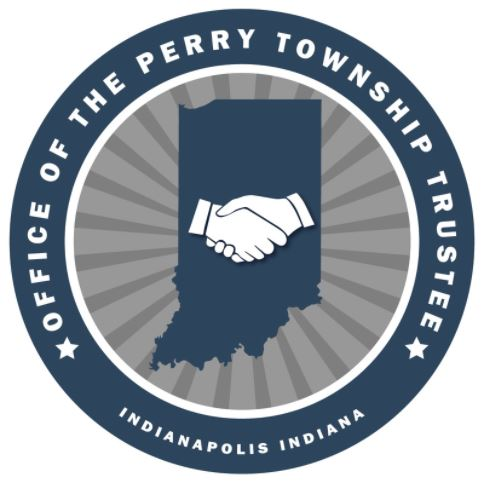 OFFICE OF THE PERRY TOWNSHIP TRUSTEE
INDIANAPOLIS INDIANA